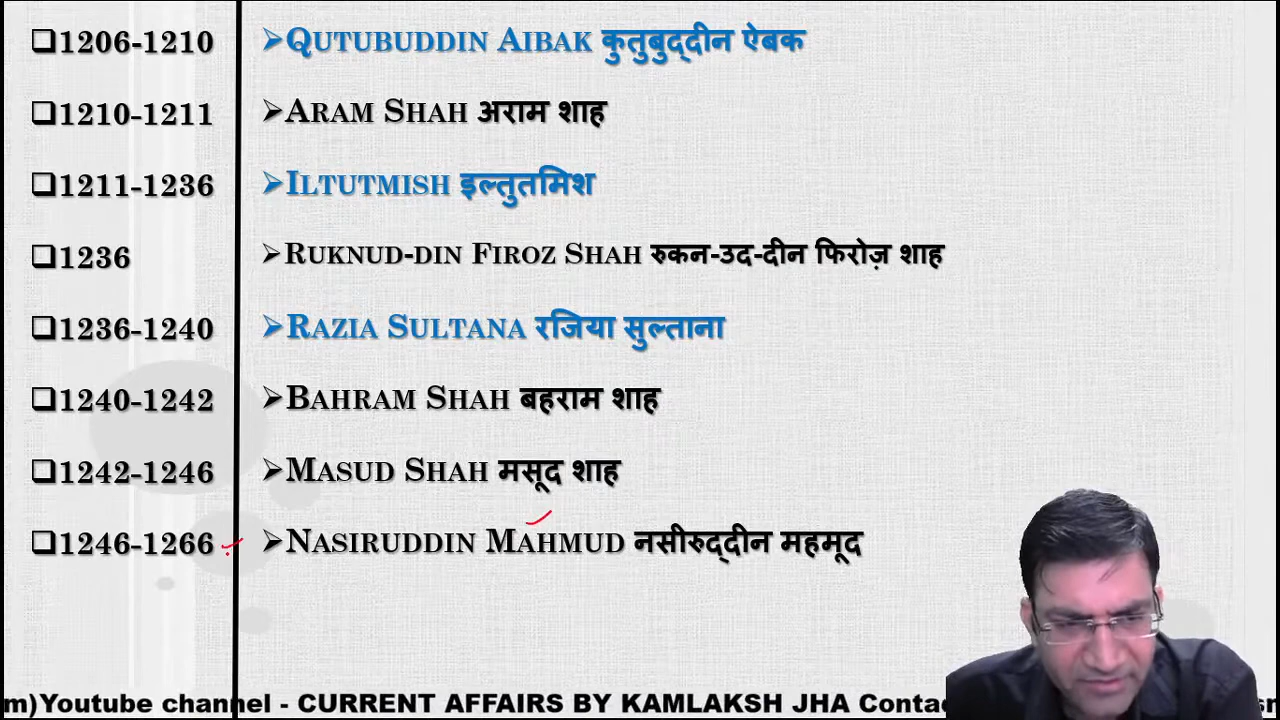 ❑1206-1210 ➢QUTUBUDDIN AIBAK कुतुबुद्दीन ऐबक
❑1210-1211 ➢ARAM SHAH अराम शाह
❑1211-1236 ➢ILTUTMISH इल्तुतमिश
❑1236 ➢RUKNUD-DIN FIROZ SHAH रुकन-उद-दीन फिरोज़ शाह
❑1236-1240 ➢RAZIA SULTANA रजिया सुल्ताना
❑1240-1242 ➢BAHRAM SHAH बहराम शाह
❑1242-1246 ➢MASUD SHAH मसूद शाह
❑1246-1266 ➢NASIRUDDIN MAHMUD नसीरुद्दीन महमूद
m)Youtube channel - CURRENT AFFAIRS BY KAMLAKSH JHA